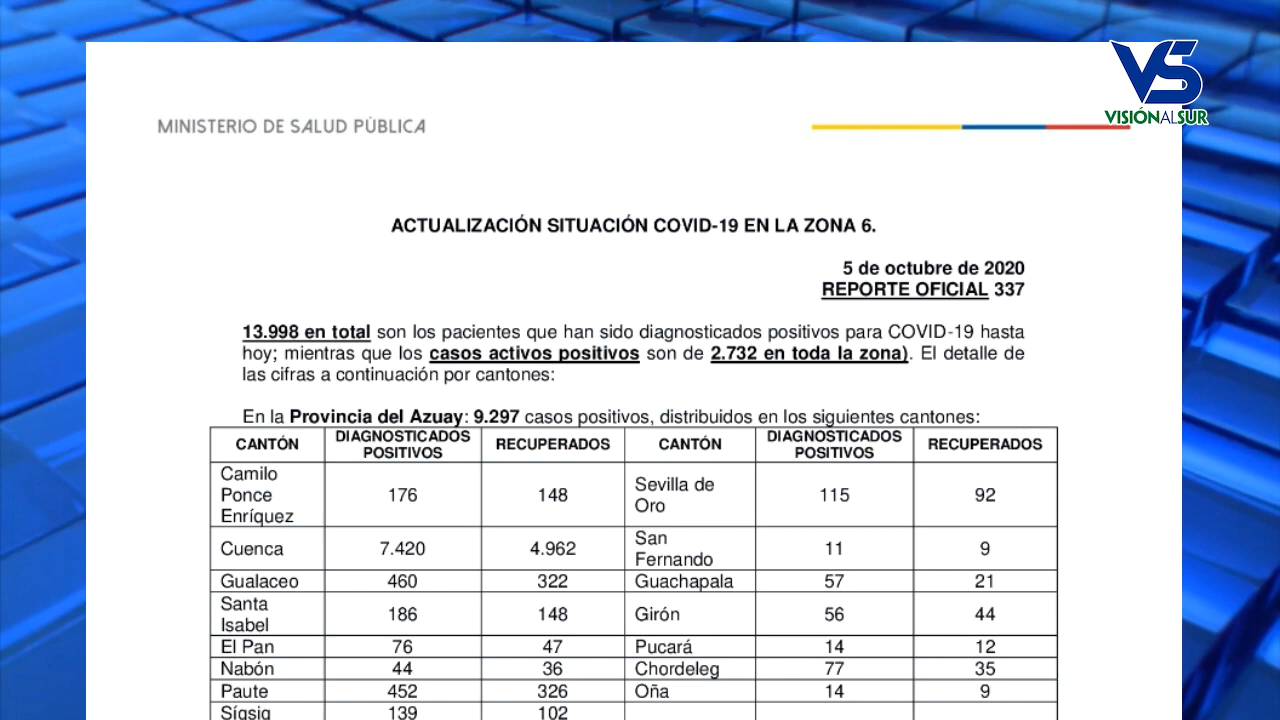 VS
VISIÓNALSUR
MINISTERIO DE SALUD PÚBLICA
ACTUALIZACIÓN SITUACIÓN COVID-19 EN LA ZONA 6.
5 de octubre de 2020
REPORTE OFICIAL 337
13.998 en total son los pacientes que han sido diagnosticados positivos para COVID-19 hasta
hoy; mientras que los casos activos positivos son de 2.732 en toda la zona). El detalle de
las cifras a continuación por cantones:
En la Provincia del Azuay: 9.297 casos positivos, distribuidos en los siguientes cantones:
CANTÓN DIAGNOSTICADOS POSITIVOS RECUPERADOS CANTÓN DIAGNOSTICADOS POSITIVOS RECUPERADOS
Camilo Ponce Enríquez 176 148 Sevilla de Oro 115 92
Cuenca 7.420 4.962 San Fernando 11 9
Gualaceo 460 322 Guachapala 57 21
Santa Isabel 186 148 Girón 56 44
El Pan 76 47 Pucará 14 12
Nabón 44 36 Chordeleg 77 35
Paute 452 326 Oña 14 9
Sígsig 139 102